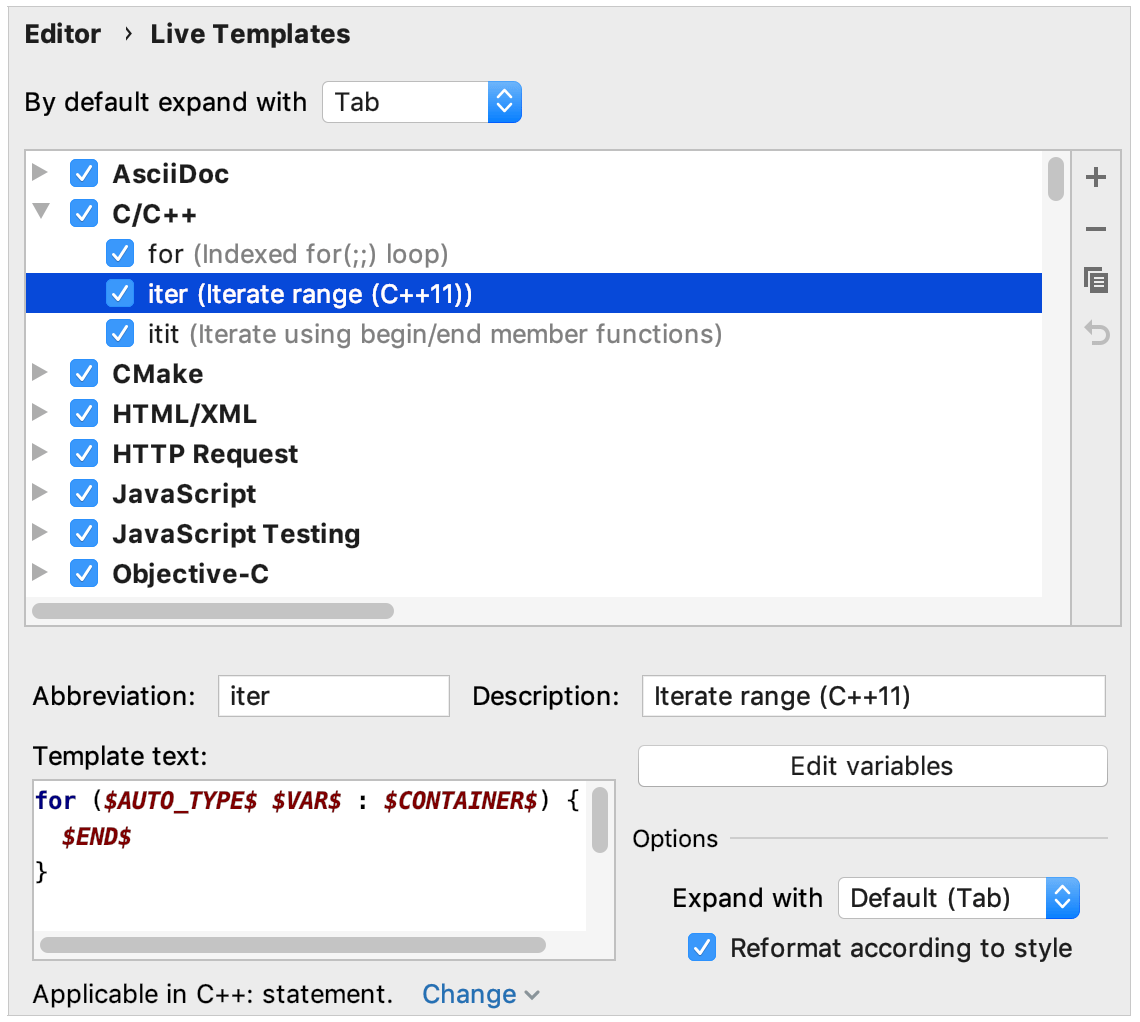 Editor › Live Templates
By default expand with Tab
AsciiDoc
C/C++
for (Indexed for(;;) loop)
iter (Iterate range (C++11))
itit (Iterate using begin/end member functions)
CMake
HTML/XML
HTTP Request
JavaScript
JavaScript Testing
Objective-C
Abbreviation: iter Description: Iterate range (C++11)
Template text:
Edit variables
for ($AUTO_TYPE$ $VAR$ : $CONTAINER$) {
  $END$
}
Options
Expand with Default (Tab)
Reformat according to style
Applicable in C++: statement. Change